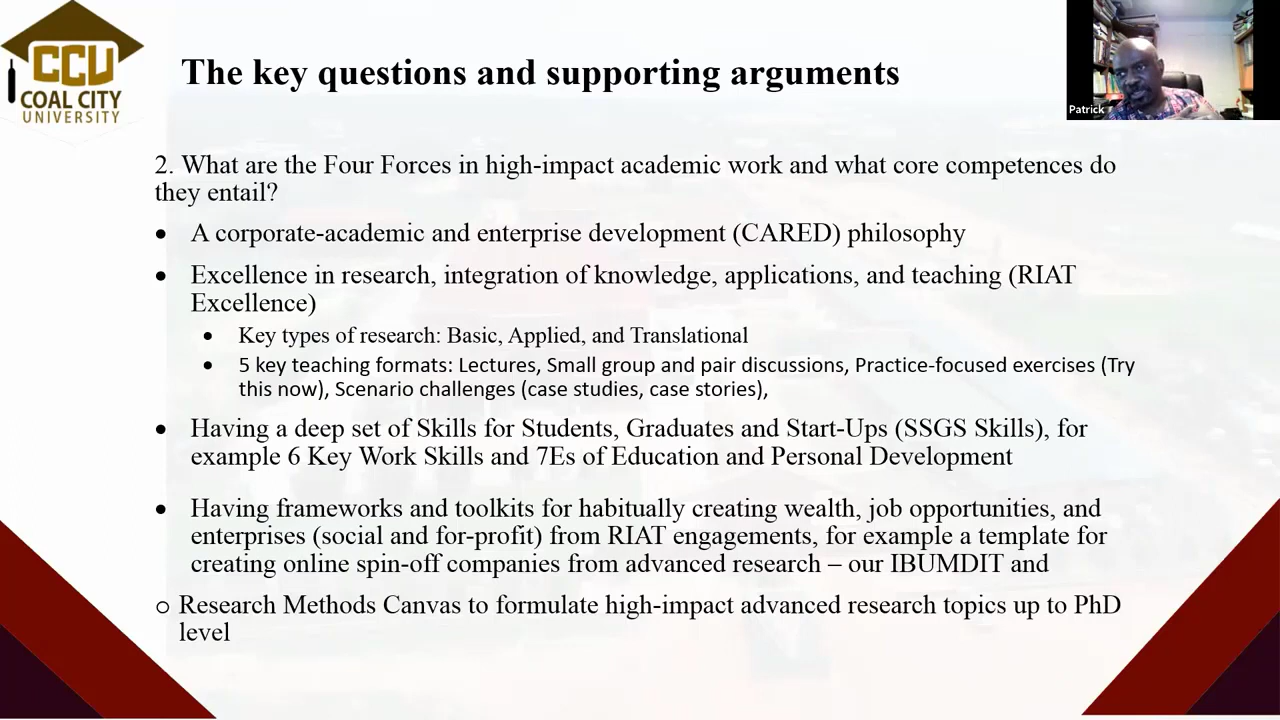 CCU
COAL CITY
UNIVERSITY
The key questions and supporting arguments
Patrick
2. What are the Four Forces in high-impact academic work and what core competences do
they entail?
• A corporate-academic and enterprise development (CARED) philosophy
• Excellence in research, integration of knowledge, applications, and teaching (RIAT
Excellence)
• Key types of research: Basic, Applied, and Translational
• 5 key teaching formats: Lectures, Small group and pair discussions, Practice-focused exercises (Try
this now), Scenario challenges (case studies, case stories),
• Having a deep set of Skills for Students, Graduates and Start-Ups (SSGS Skills), for
example 6 Key Work Skills and 7Es of Education and Personal Development
• Having frameworks and toolkits for habitually creating wealth, job opportunities, and
enterprises (social and for-profit) from RIAT engagements, for example a template for
creating online spin-off companies from advanced research – our IBUMDIT and
o Research Methods Canvas to formulate high-impact advanced research topics up to PhD
level